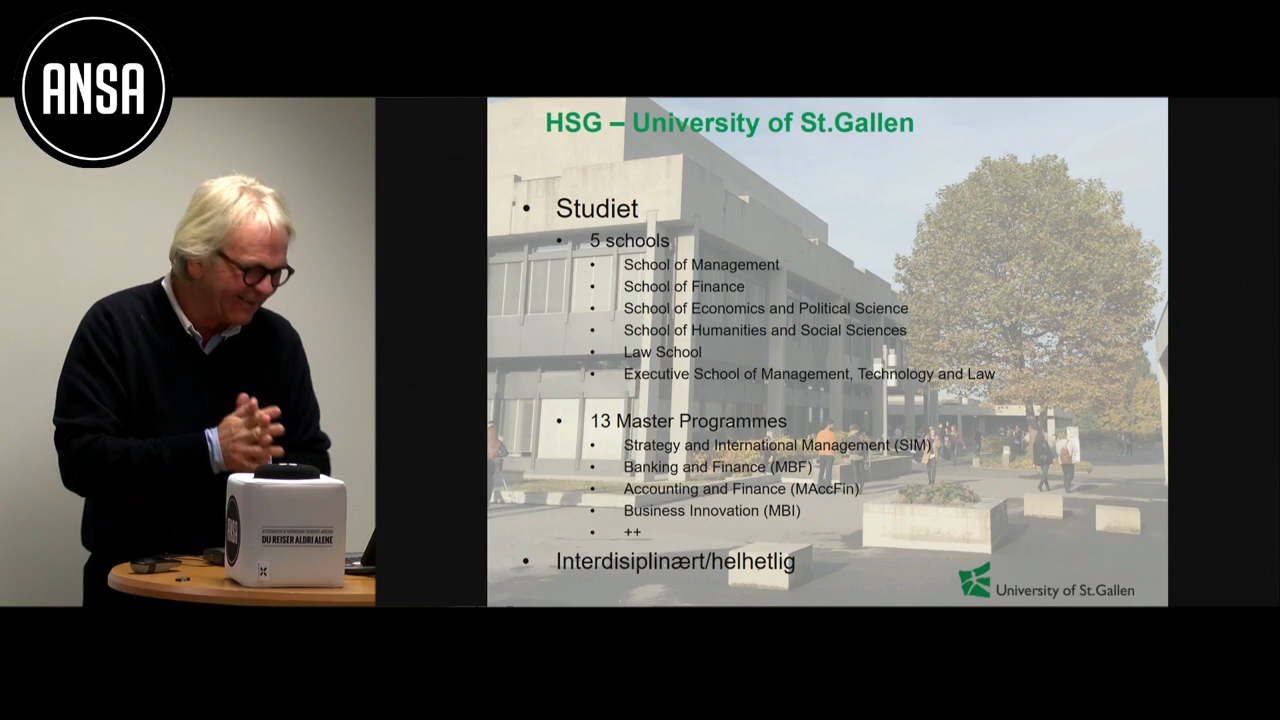 ANSA
HSG – University of St.Gallen
• Studiet
• 5 schools
• School of Management
• School of Finance
• School of Economics and Political Science
• School of Humanities and Social Sciences
• Law School
• Executive School of Management, Technology and Law
• 13 Master Programmes
• Strategy and International Management (SIM)
• Banking and Finance (MBF)
• Accounting and Finance (MAccFin)
• Business Innovation (MBI)
• ++
• Interdisiplinært/helhetlig
University of St.Gallen
ANSA
DU REISER ALDRI ALENE